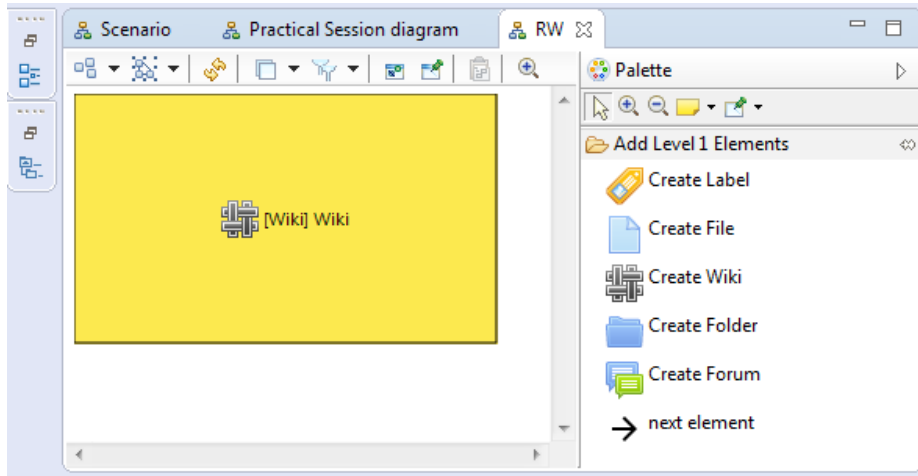 Scenario
Practical Session diagram
RW
Palette
Add Level 1 Elements
[Wiki] Wiki
Create Label
Create File
Create Wiki
Create Folder
Create Forum
next element